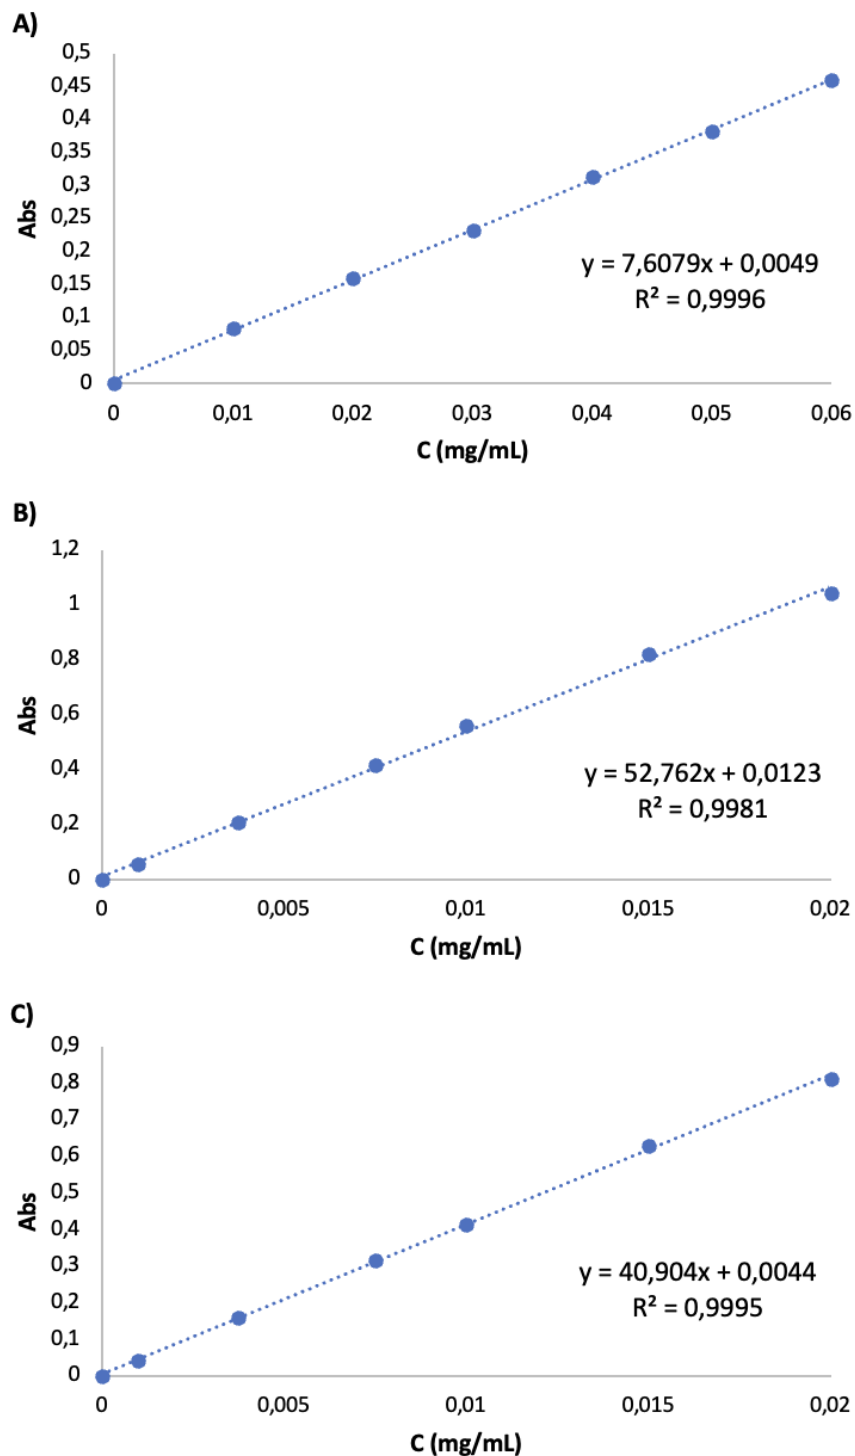 A)
0,5
0,45
0,4
0,35
0,3
0,25
0,2
0,15
0,1
0,05
0
Abs
y = 7,6079x + 0,0049
R² = 0,9996
0 0,01 0,02 0,03 0,04 0,05 0,06
C (mg/mL)
B)
1,2
1
0,8
0,6
0,4
0,2
0
Abs
y = 52,762x + 0,0123
R² = 0,9981
0 0,005 0,01 0,015 0,02
C (mg/mL)
C)
0,9
0,8
0,7
0,6
0,5
0,4
0,3
0,2
0,1
0
Abs
y = 40,904x + 0,0044
R² = 0,9995
0 0,005 0,01 0,015 0,02
C (mg/mL)